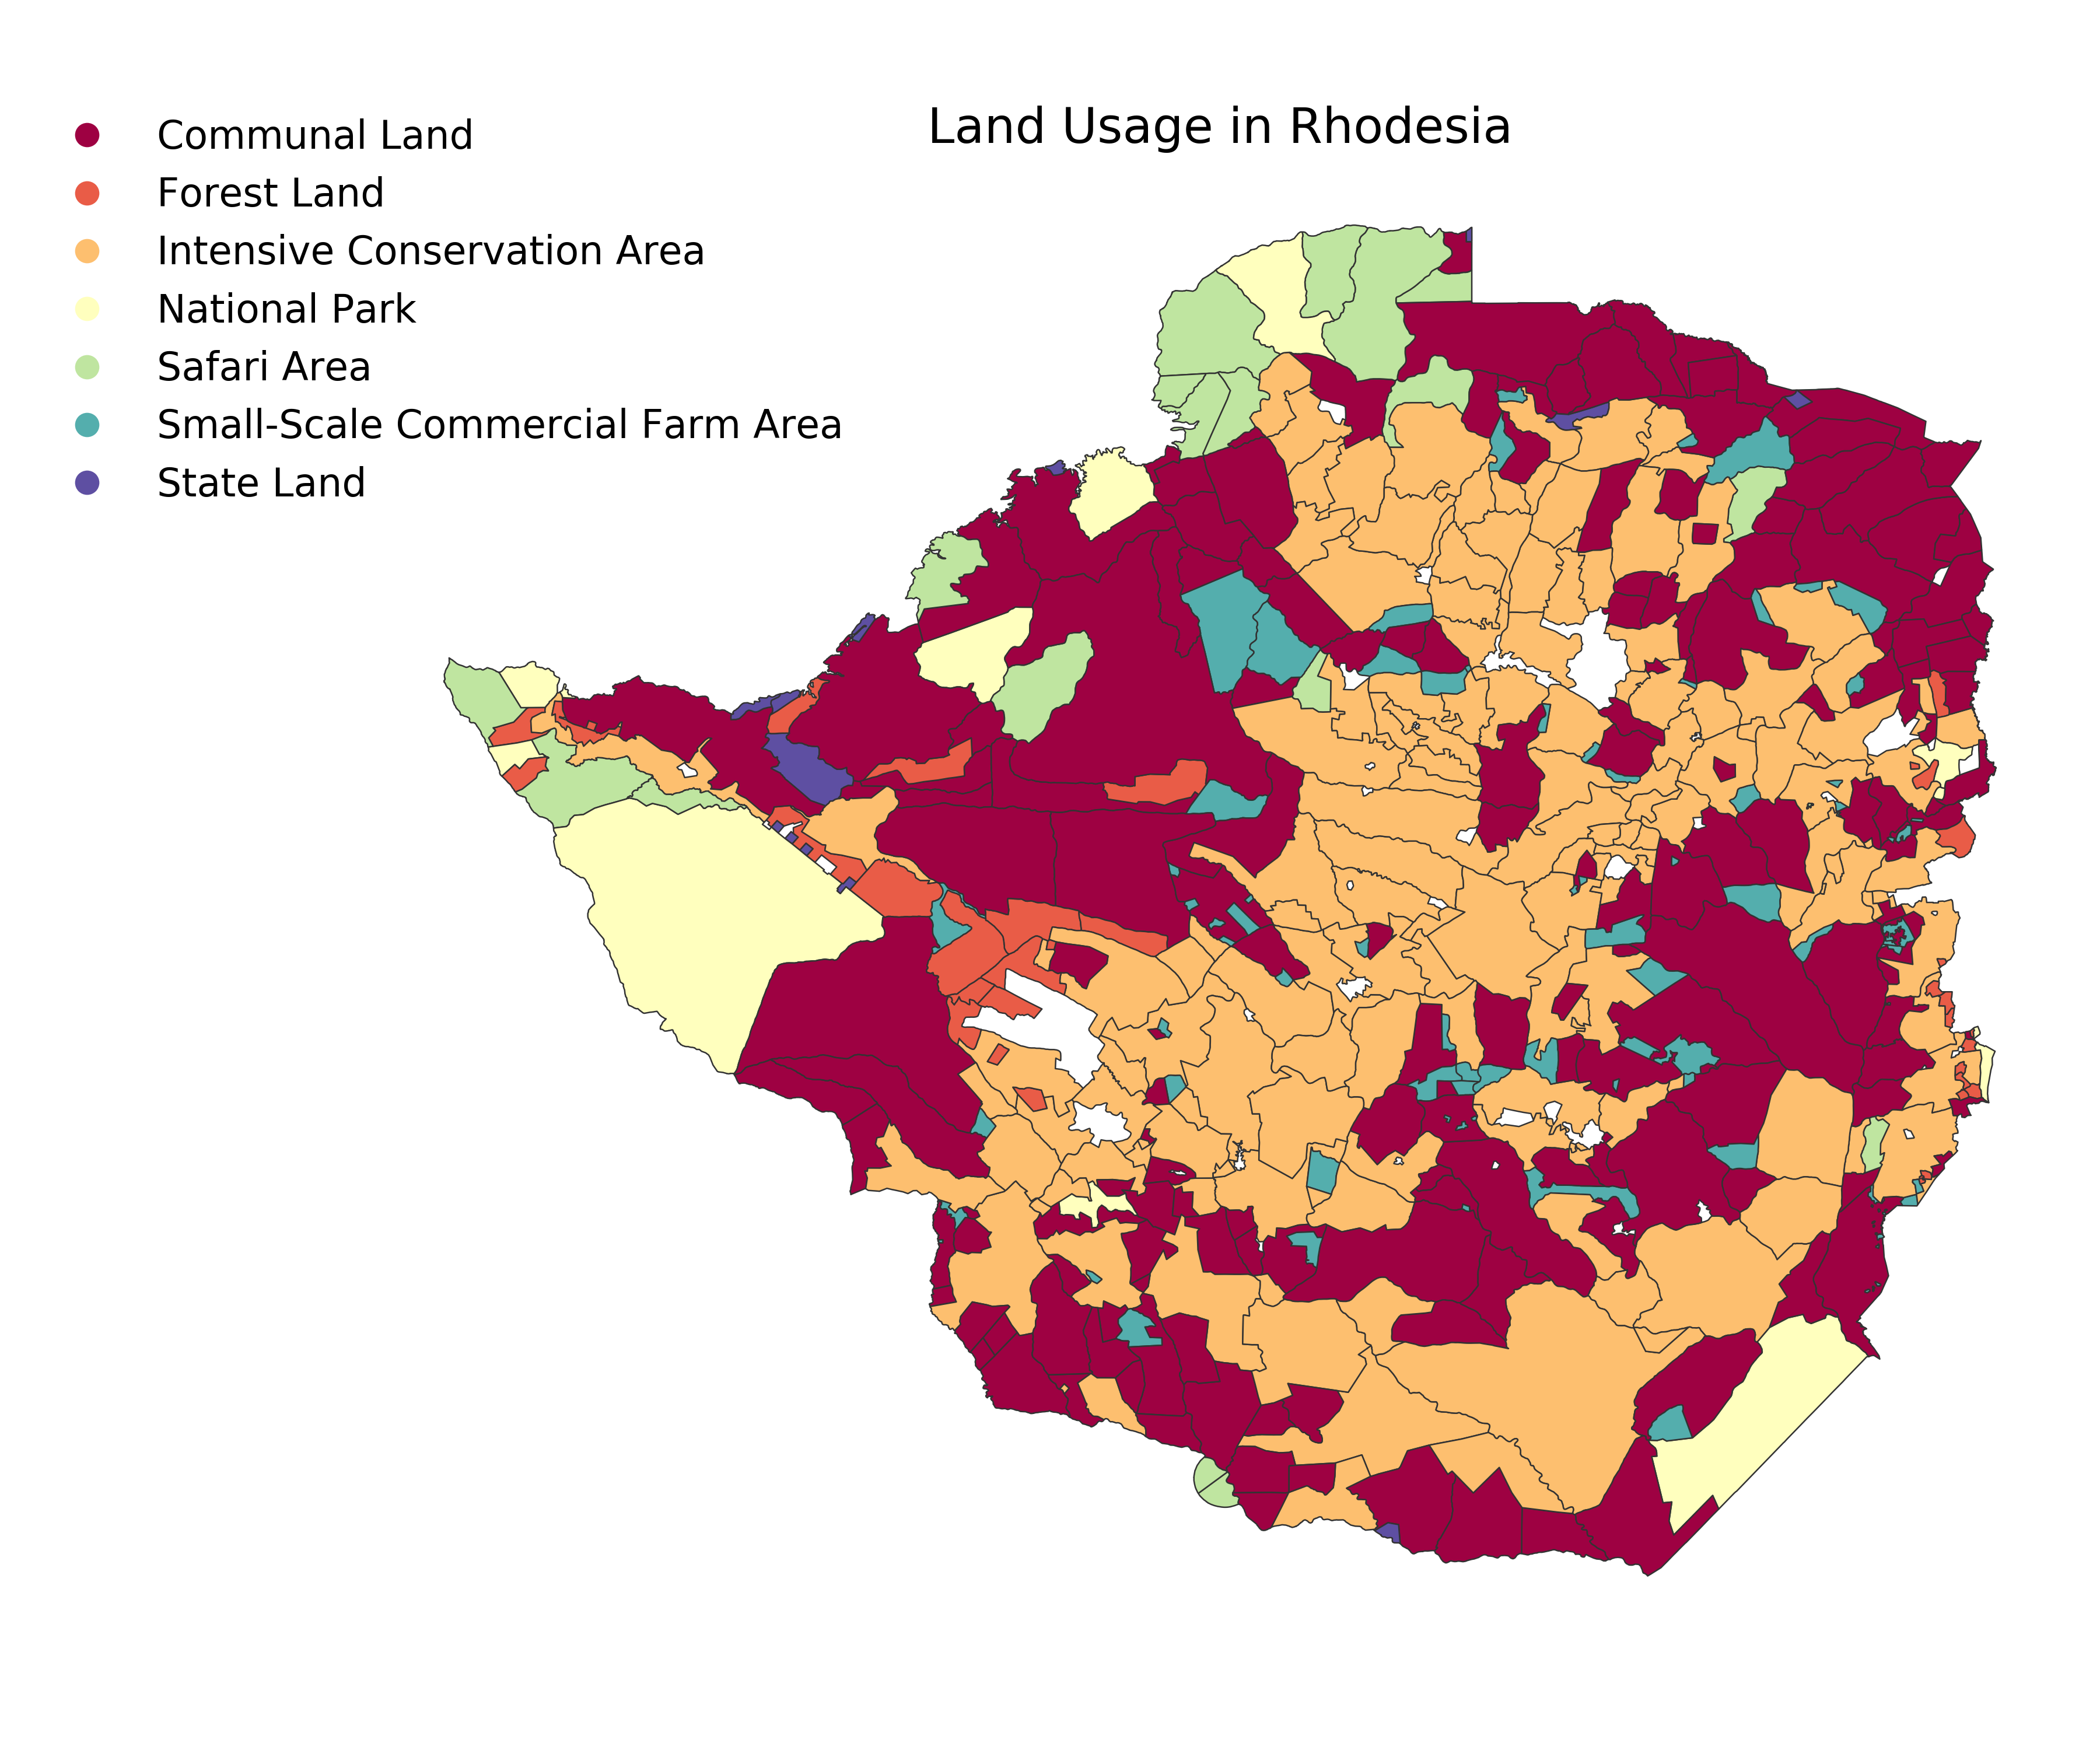 Land Usage in Rhodesia
Communal Land
Forest Land
Intensive Conservation Area
National Park
Safari Area
Small-Scale Commercial Farm Area
State Land